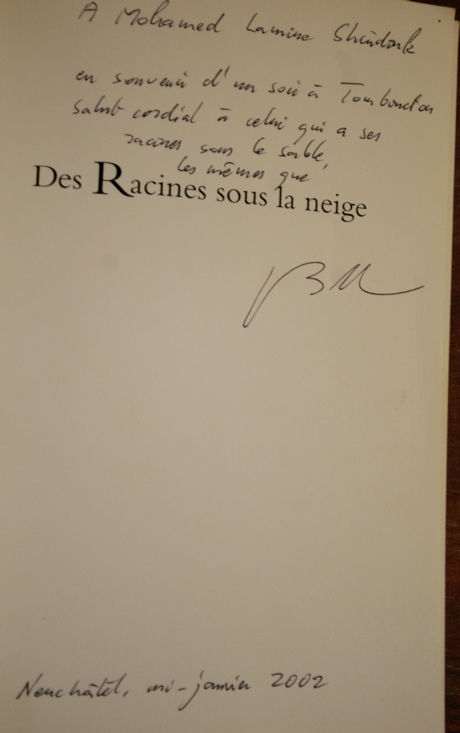 A Mohamed Lamine
en souvenir d'un soir à Tombouctou
salut cordial à celui qui a ses
racines sous le sable,
les mêmes que
Des Racines sous la neige
Neuchâtel, mi-janvier 2002